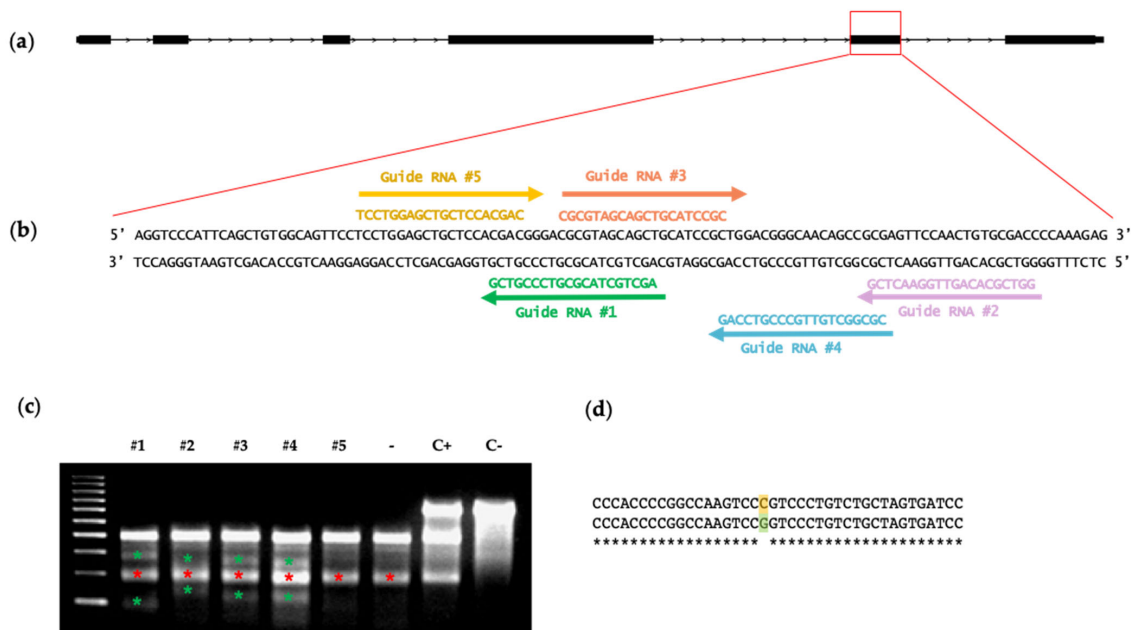 (a)
Guide RNA #5 Guide RNA #3
TCCTGGAGCTGCTCCACGAC CGCGTAGCAGCTGCATCCGC
(b)
5’ AGGTCCCATTCAGCTGTGGCAGTTCCTCCTGGAGCTGCTCCACGACGGGACGCGTAGCAGCTGCATCCGCTGGACGGGCAACAGCCGCGAGTTCCAACTGTGCGACCCCAAAGAG 3’
3’ TCCAGGGTAAGTCGACACCGTCAAGGAGGACCTCGACGAGGTGCTGCCCTGCGCATCGTCGACGTAGGCGACCTGCCCGTTGTCGGCGCTCAAGGTTGACACGCTGGGGTTTCTC 5’
GCTGCCCTGCGCATCGTCGA GCTCAAGGTTGACACGCTGG
Guide RNA #1 Guide RNA #2
GACCTGCCCGTTGTCGGCGC
Guide RNA #4
(c) (d)
#1 #2 #3 #4 #5 - C+ C-
CCCACCCCGGCCAAGTCCCGTCCCTGTCTGCTAGTGATCC
CCCACCCCGGCCAAGTCCGGTCCCTGTCTGCTAGTGATCC
****************** *********************